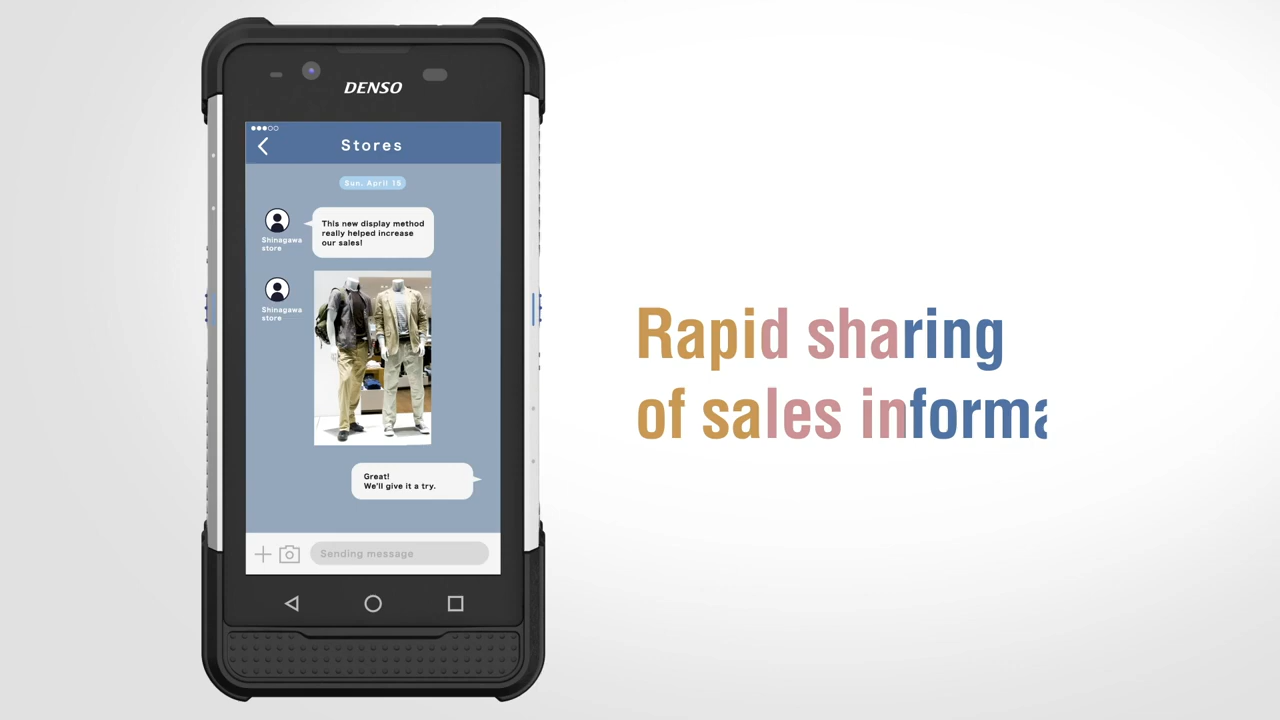 DENSO
Stores
Sun, April 15
This new display method
really helped increase
our sales!
Shinagawa
store
Shinagawa
store
Great!
We'll give it a try.
Sending message
Rapid sharing
of sales informa